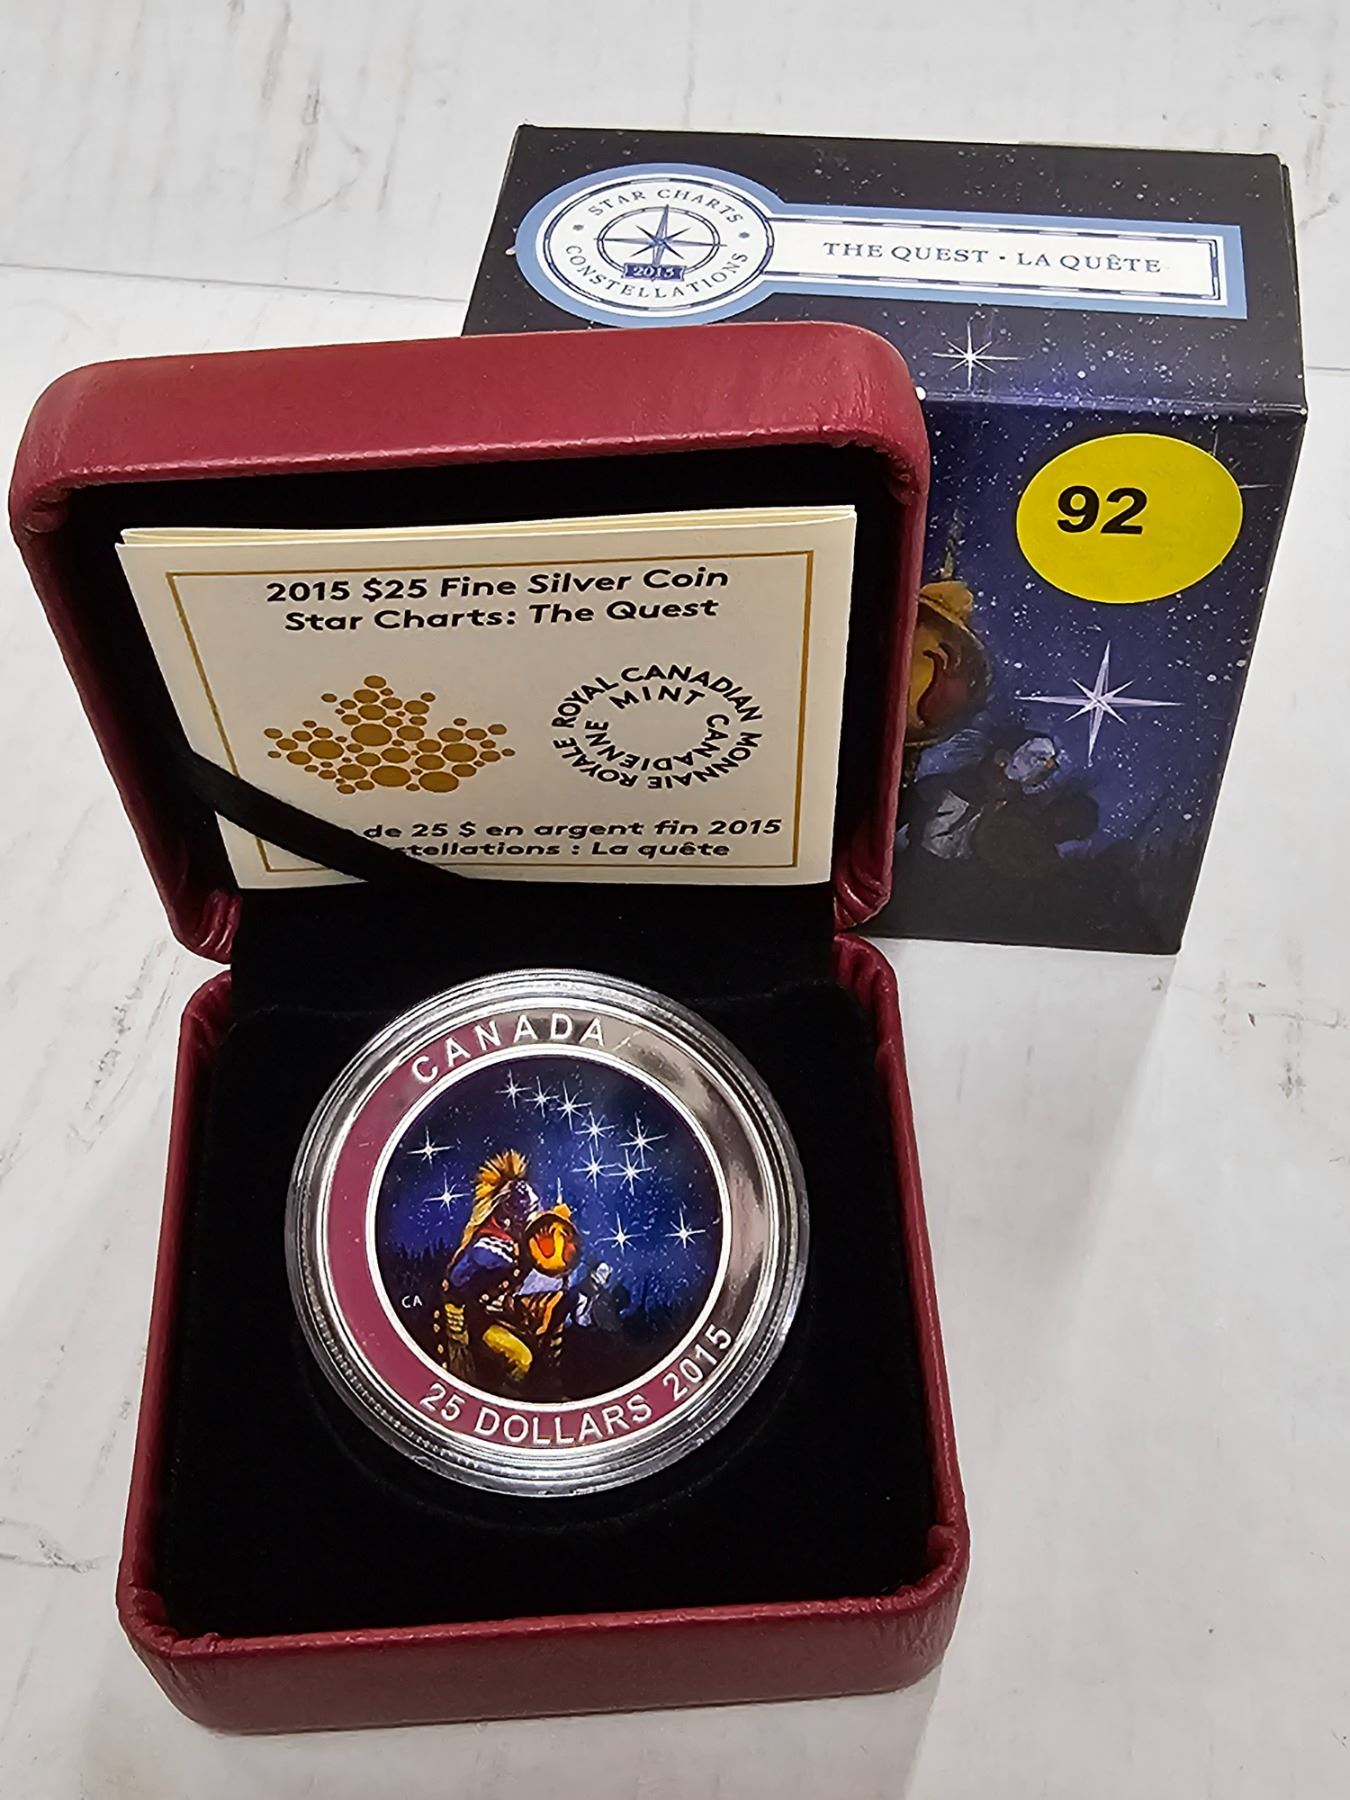 STAR CHARTS
2015
CONSTELLATIONS
THE QUEST • LA QUÊTE
92
2015 $25 Fine Silver Coin
Star Charts: The Quest
ROYAL CANADIAN MINT
MONNAIE ROYALE CANADIENNE
de 25 $ en argent fin 2015
stellations : La quête
CANADA
CA
25 DOLLARS 2015